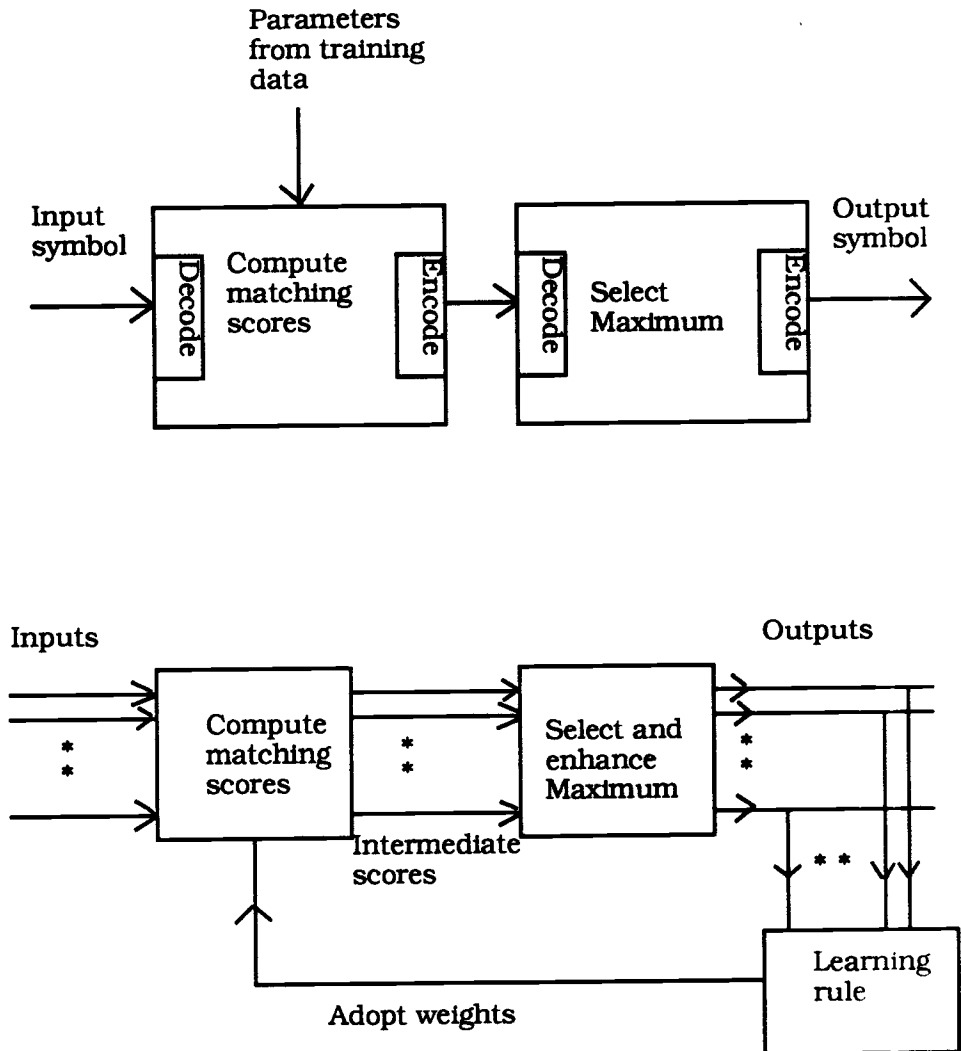 Parameters
from training
data
Input
symbol
Decode
Compute
matching
scores
Encode
Decode
Select
Maximum
Encode
Output
symbol
Inputs
Outputs
**
Compute
matching
scores
**
Select and
enhance
Maximum
**
Intermediate
scores
* *
Learning
rule
Adopt weights